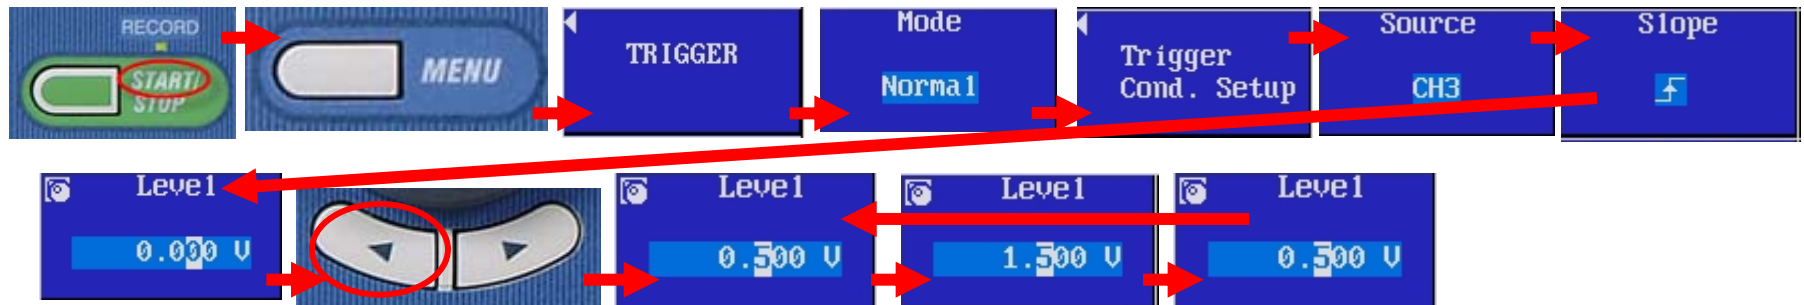 RECORD
START/
STOP
MENU
TRIGGER
Mode
Normal
Trigger
Cond. Setup
Source
CH3
Slope
Level
0.000 V
Level
0.500 V
Level
1.500 V
Level
0.500 V